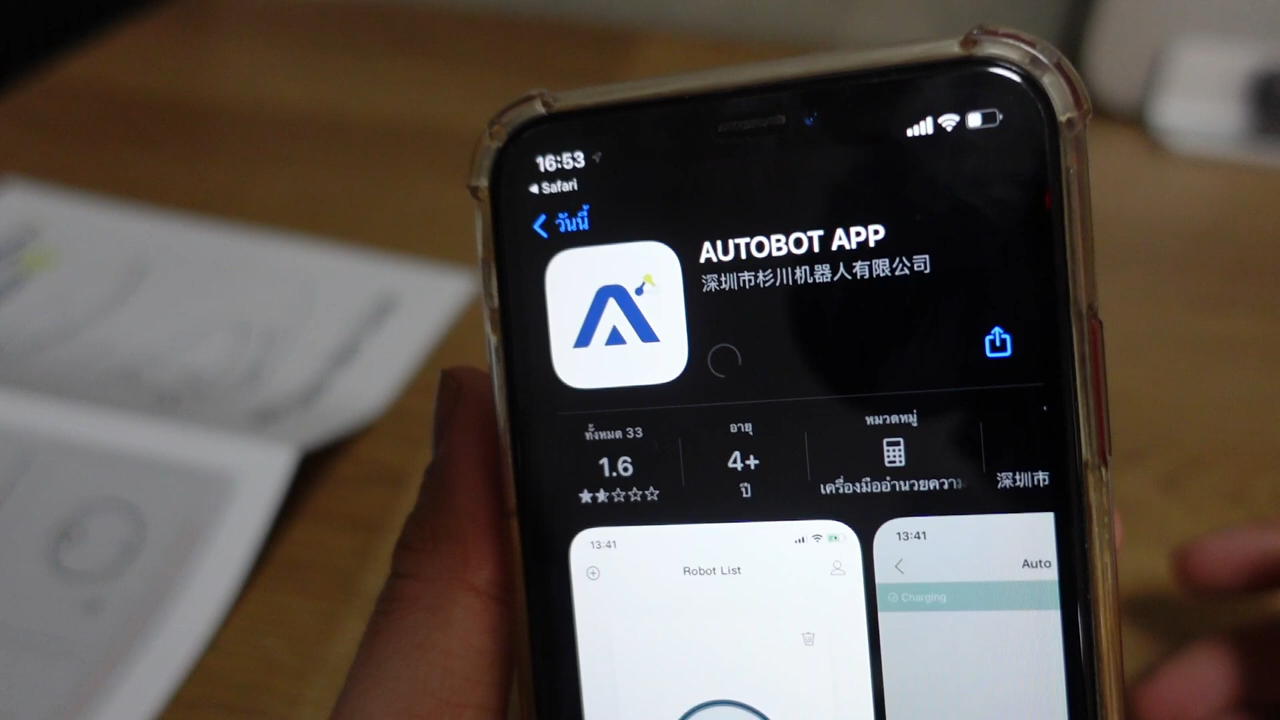 16:53
Safari
วันนี้
AUTOBOT APP
深圳市杉川机器人有限公司
ทั้งหมด 33
1.6
อายุ
4+
ปี
หมวดหมู่
เครื่องมืออำนวยความ
深圳市
13:41
Robot List
13:41
Auto
Charging